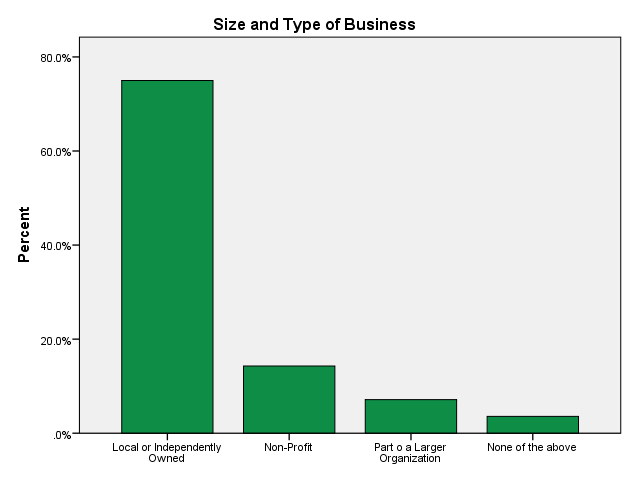 Size and Type of Business
80.0%
60.0%
40.0%
20.0%
.0%
Percent
Local or Independently
Owned
Non-Profit
Part o a Larger
Organization
None of the above